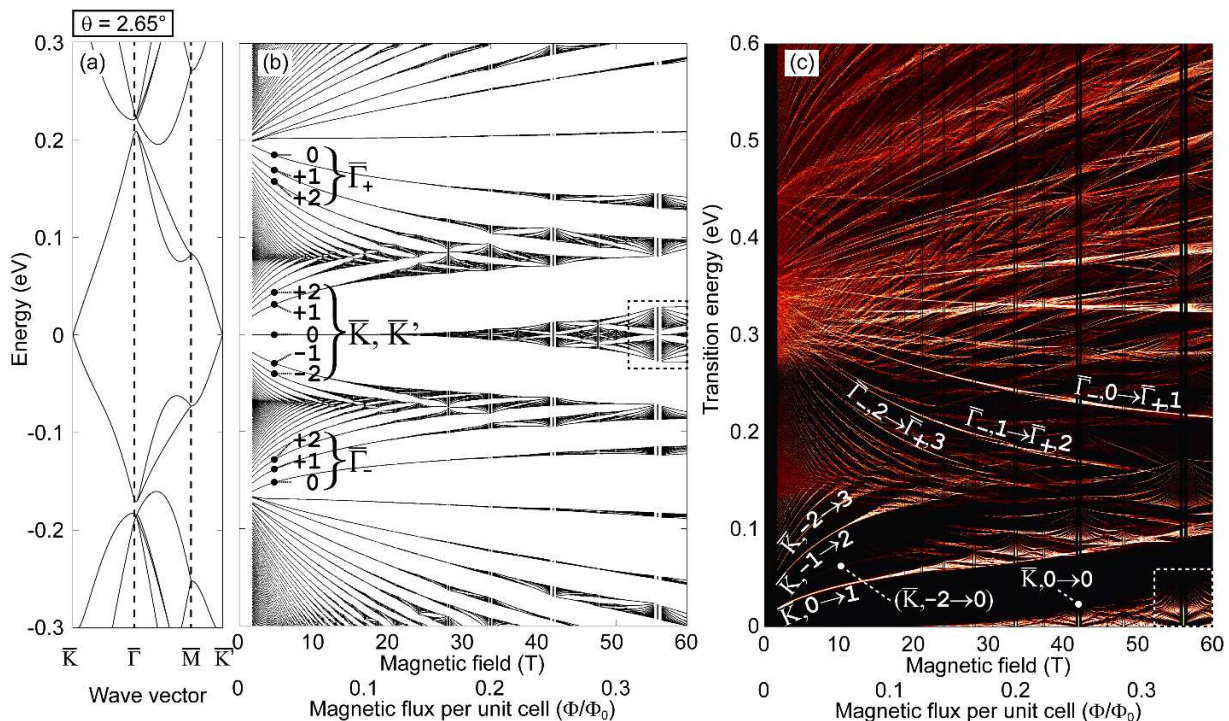 θ = 2.65°
(a)
Energy (eV)
0.3
0.2
0.1
0
-0.1
-0.2
-0.3
K̅ Γ̅ M̅ K̅'
Wave vector
(b)
0
+1
+2
Γ̅₊
+2
+1
0
-1
-2
K̅, K̅'
+2
+1
0
Γ̅₋
0 10 20 30 40 50 60
Magnetic field (T)
0 0.1 0.2 0.3
Magnetic flux per unit cell (Φ/Φ₀)
(c)
Transition energy (eV)
0.6
0.5
0.4
0.3
0.2
0.1
0
Γ̅₋,0→Γ̅₊1
Γ̅₋,1→Γ̅₊2
Γ̅₋,2→Γ̅₊3
K̅,-2→3
K̅,-1→2
K̅,0→1
(K̅,-2→0)
K̅,0→0
0 10 20 30 40 50 60
Magnetic field (T)
0 0.1 0.2 0.3
Magnetic flux per unit cell (Φ/Φ₀)